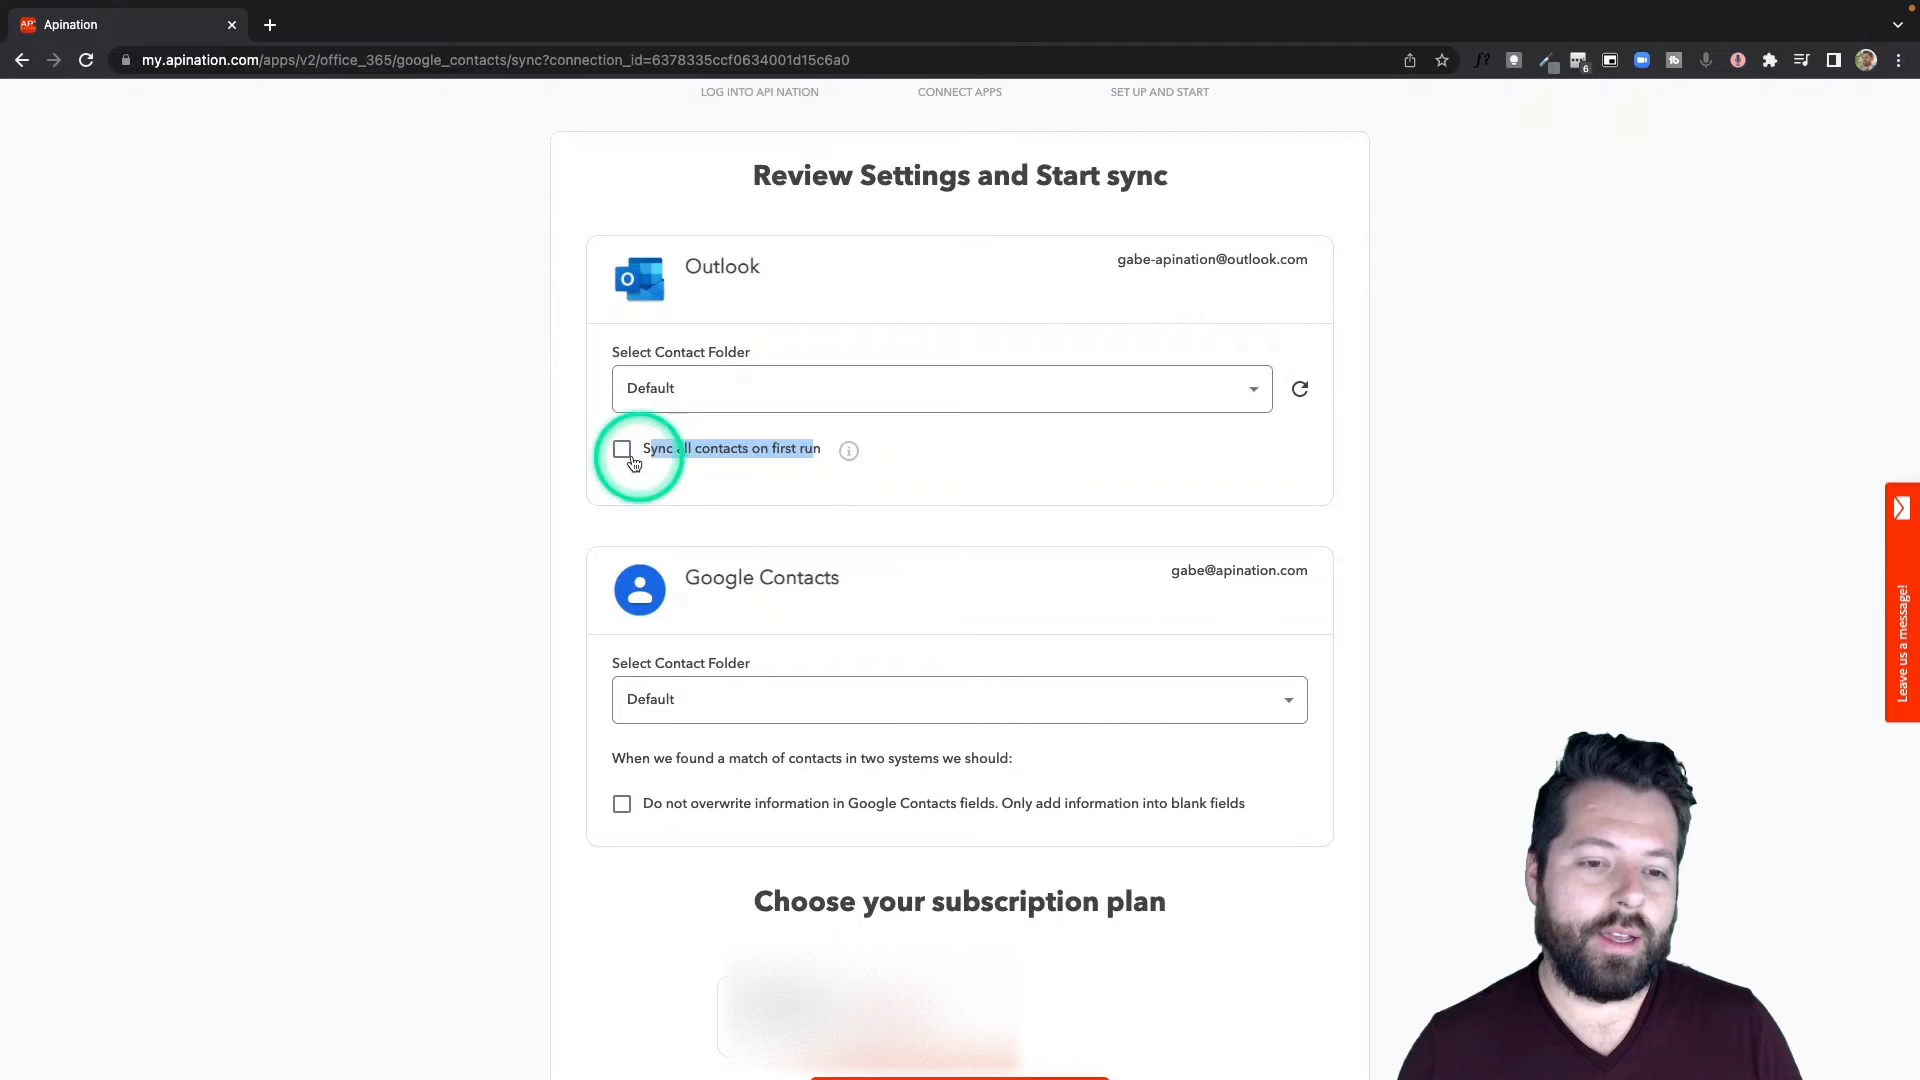 Apination
my.apination.com/apps/v2/office_365/google_contacts/sync?connection_id=6378335ccf0634001d15c6a0
6
LOG INTO API NATION CONNECT APPS SET UP AND START
Review Settings and Start sync
Outlook
gabe-apination@outlook.com
Select Contact Folder
Default
Sync all contacts on first run
Google Contacts
gabe@apination.com
Select Contact Folder
Default
When we found a match of contacts in two systems we should:
Do not overwrite information in Google Contacts fields. Only add information into blank fields
Choose your subscription plan
Leave us a message!